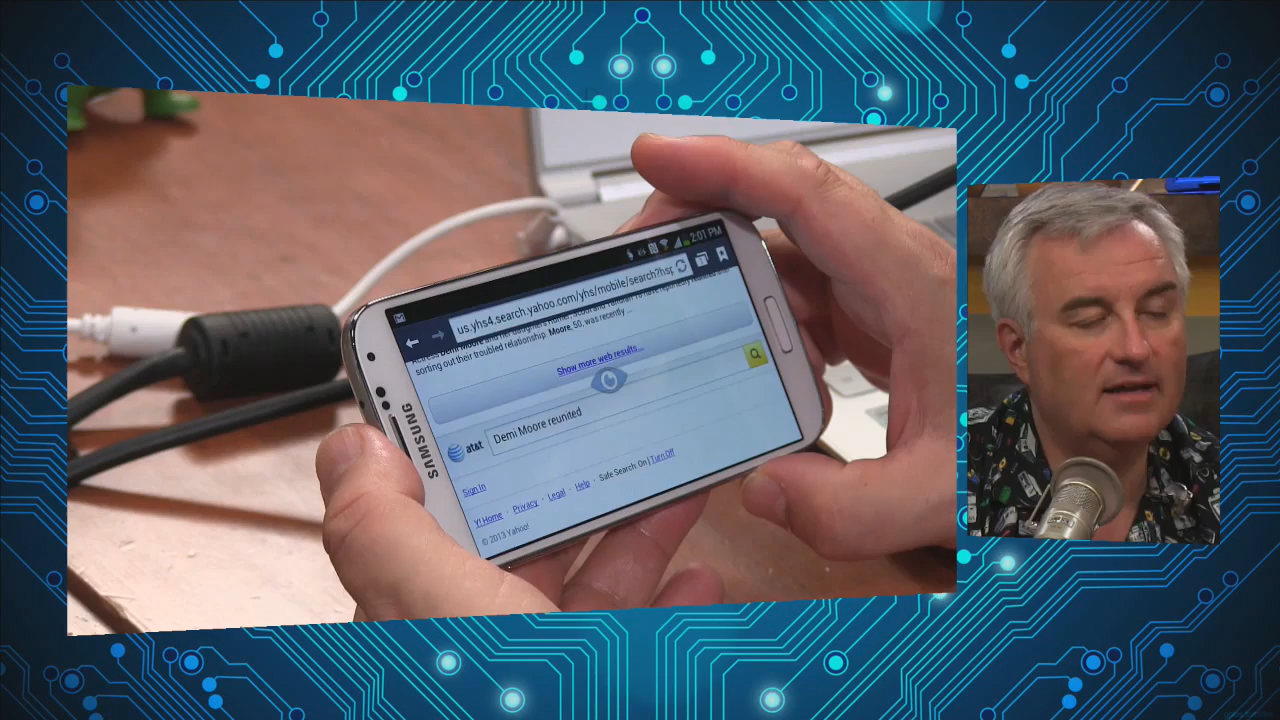 2:01 PM
us.yhs4.search.yahoo.com/yhs/mobile/search?hsp
1
sorting out their troubled relationship. Moore, 50, was recently ...
Show more web results...
at&t
Demi Moore reunited
Sign In
Y! Home · Privacy · Legal · Help · Safe Search: On | Turn Off
© 2013 Yahoo!
SAMSUNG